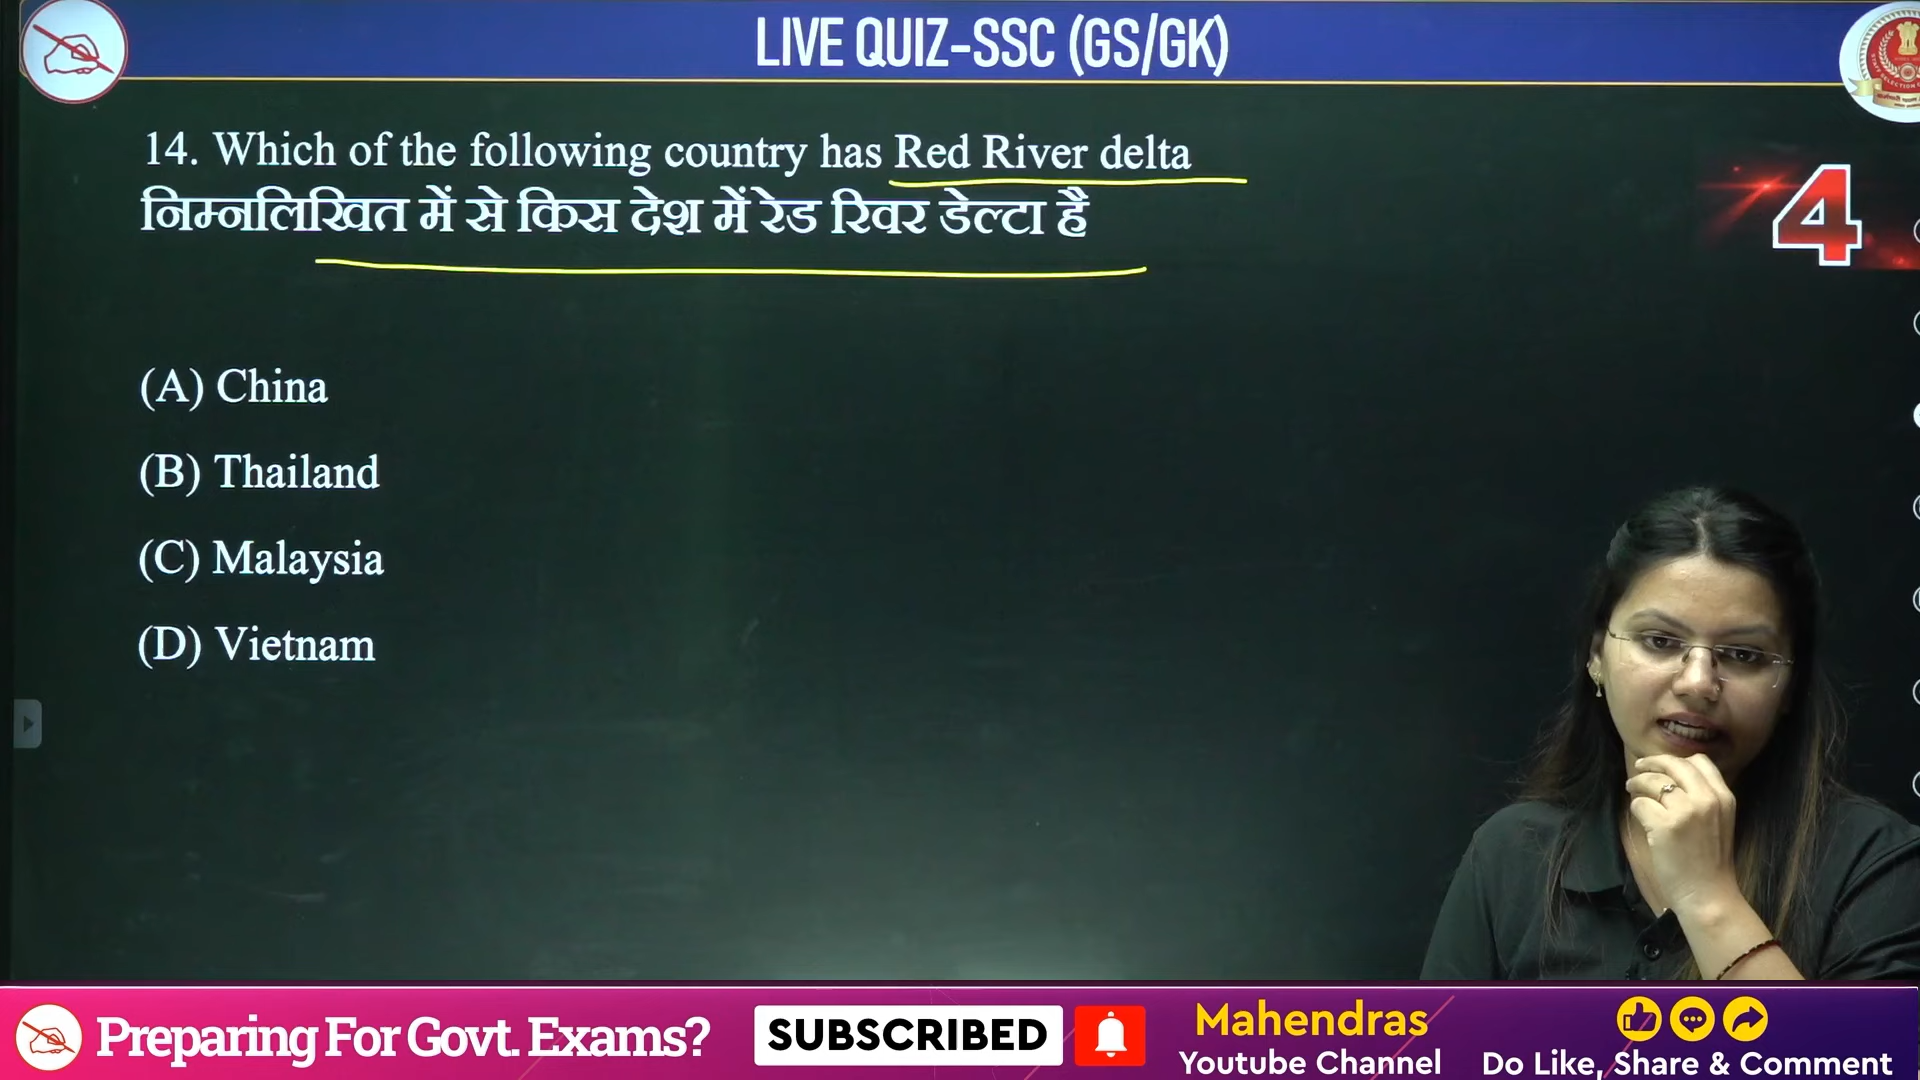 LIVE QUIZ-SSC (GS/GK)
14. Which of the following country has Red River delta
निम्नलिखित में से किस देश में रेड रिवर डेल्टा है
4
(A) China
(B) Thailand
(C) Malaysia
(D) Vietnam
Preparing For Govt. Exams?
SUBSCRIBED
Mahendras
Youtube Channel
Do Like, Share & Comment